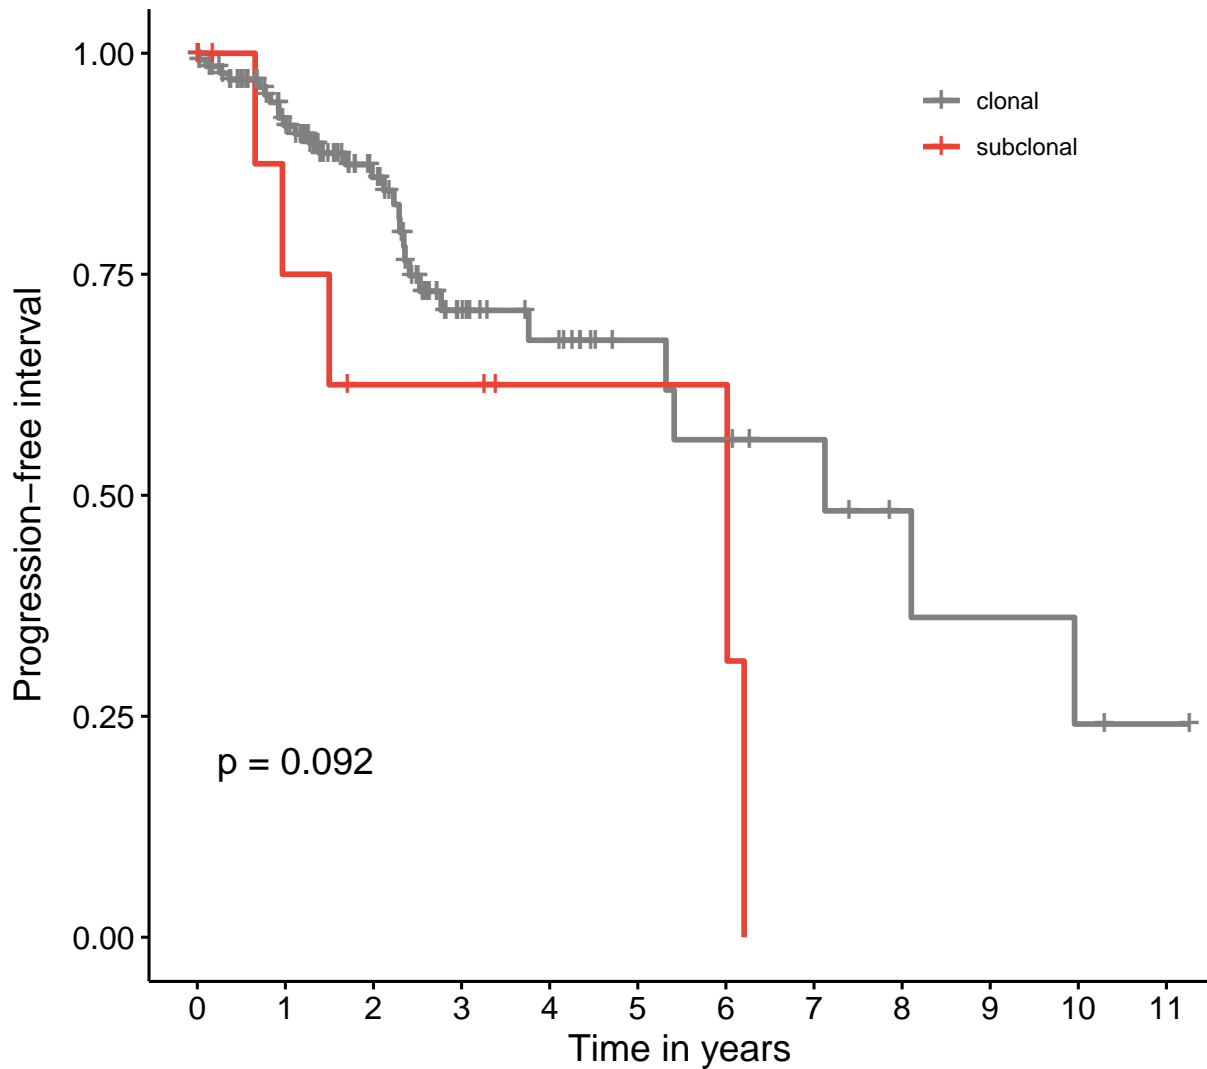 1.00
0.75
0.50
0.25
0.00
Progression−free interval
clonal
subclonal
p = 0.092
0 1 2 3 4 5 6 7 8 9 10 11
Time in years